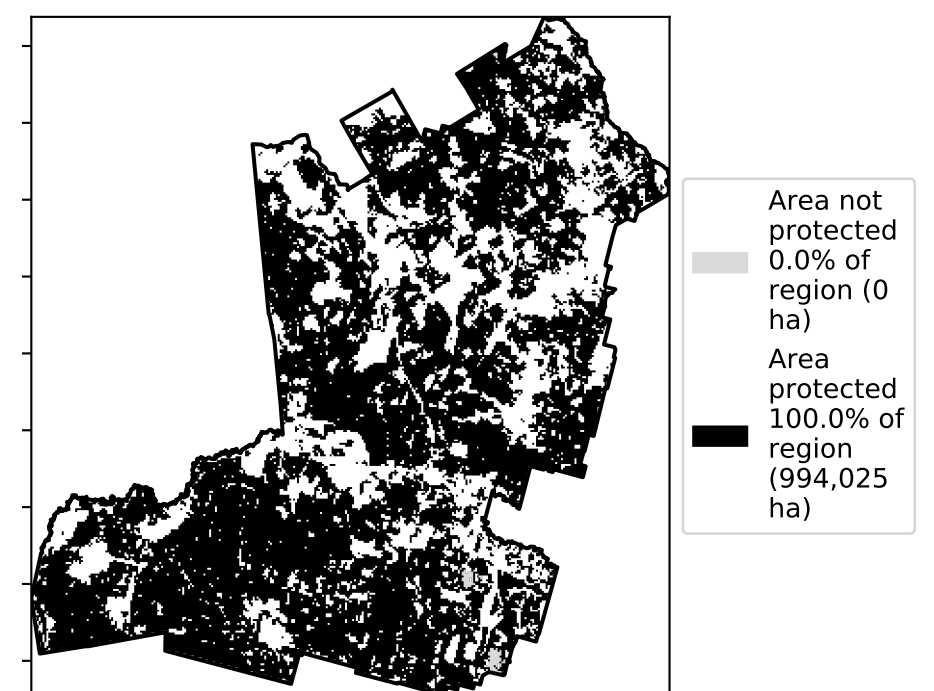 Area not
protected
0.0% of
region (0
ha)
Area
protected
100.0% of
region
(994,025
ha)